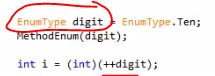 EnumType digit = EnumType.Ten;
MethodEnum(digit);
int i = (int)(++digit);